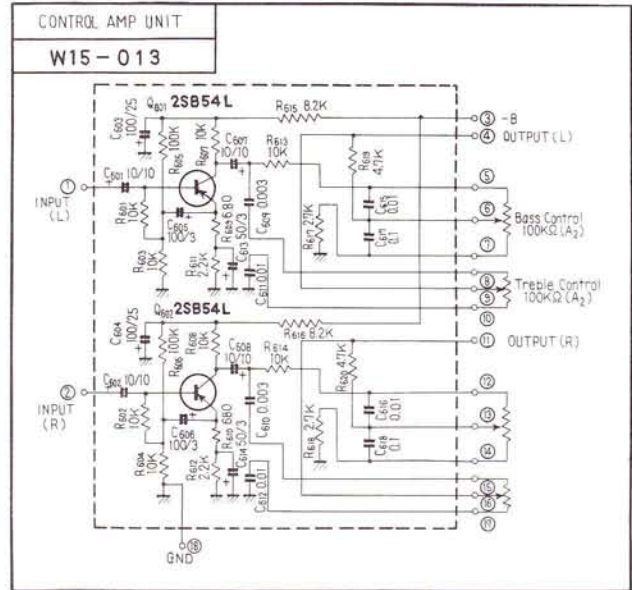 CONTROL AMP UNIT
W15-013
Q601 2SB54L
R615 8.2K
③ -B
④ OUTPUT(L)
C603 100/25
R605 100K
R607 10K
C607 10/10
R613 10K
R619 4.7K
⑤
① INPUT (L)
C601 10/10
R601 10K
C605 100/3
R609 680
C609 0.003
R617 2.7K
C615 0.01
C617 0.1
⑥ Bass Control 100KΩ(A₂)
⑦
R603 10K
R611 2.2K
C613 50/3
C611 0.01
⑧ Treble Control 100KΩ(A₂)
⑨
⑩
Q602 2SB54L
R616 8.2K
⑪ OUTPUT(R)
C604 100/25
R606 100K
R608 10K
C608 10/10
R614 10K
R620 4.7K
⑫
② INPUT (R)
C602 10/10
R602 10K
C606 100/3
R610 680
C610 0.003
R618 2.7K
C616 0.01
C618 0.1
⑬
⑭
R604 10K
R612 2.2K
C614 50/3
C612 0.01
⑮
⑯
⑰
⑱ GND